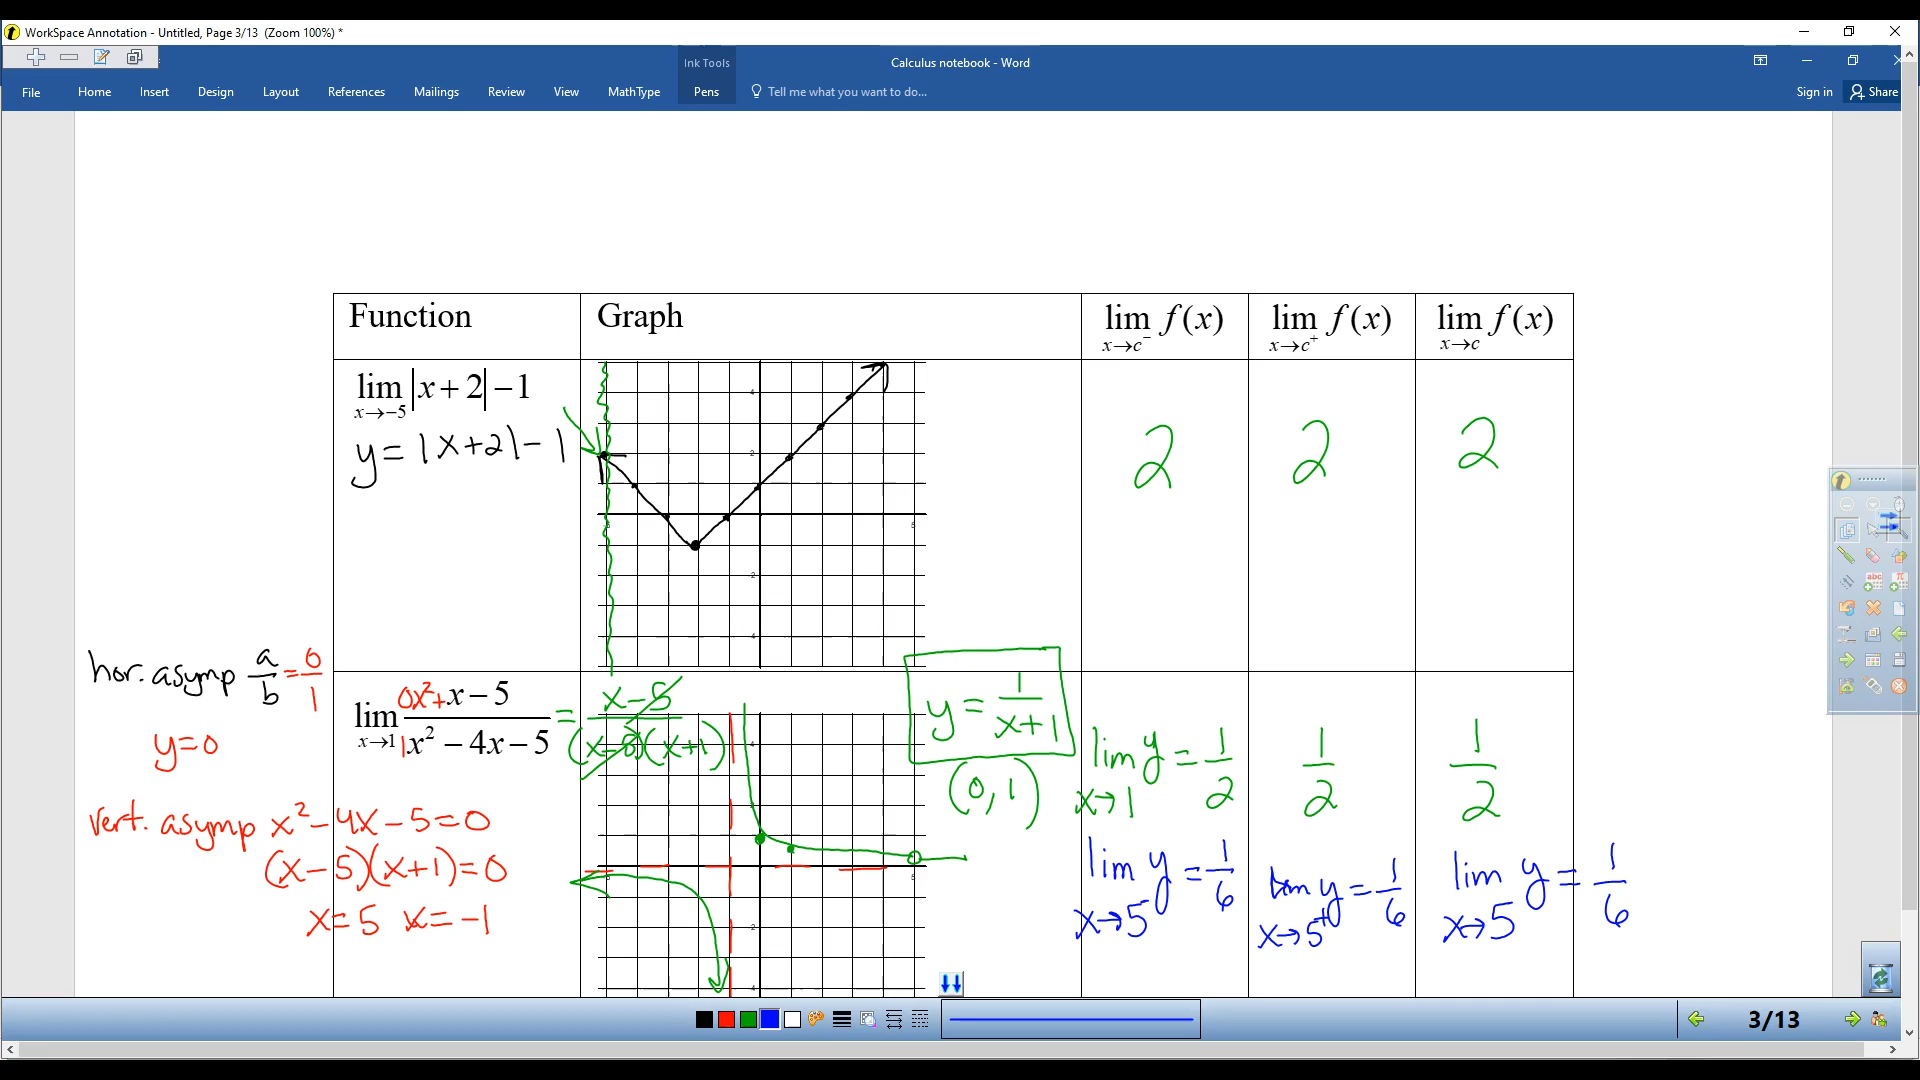 WorkSpace Annotation - Untitled, Page 3/13 (Zoom 100%) *
Ink Tools
Calculus notebook - Word
File Home Insert Design Layout References Mailings Review View MathType Pens Tell me what you want to do... Sign in Share
Function Graph lim x→c⁻ f(x) lim x→c⁺ f(x) lim x→c f(x)
lim x→−5 |x+2| −1
y = |x+2| − 1
2 2 2
hor. asymp a/b = 0/1
y=0
lim x→1 (0x²+ x−5)/(1x² − 4x − 5) = (x−5)/((x−5)(x+1))
y = 1/(x+1)
(0, 1)
lim x→1 y = 1/2 1/2 1/2
vert. asymp x² − 4x − 5 = 0
(x−5)(x+1) = 0
x = 5 x = −1
lim x→5⁻ y = 1/6 lim x→5⁺ y = 1/6 lim x→5 y = 1/6
3/13